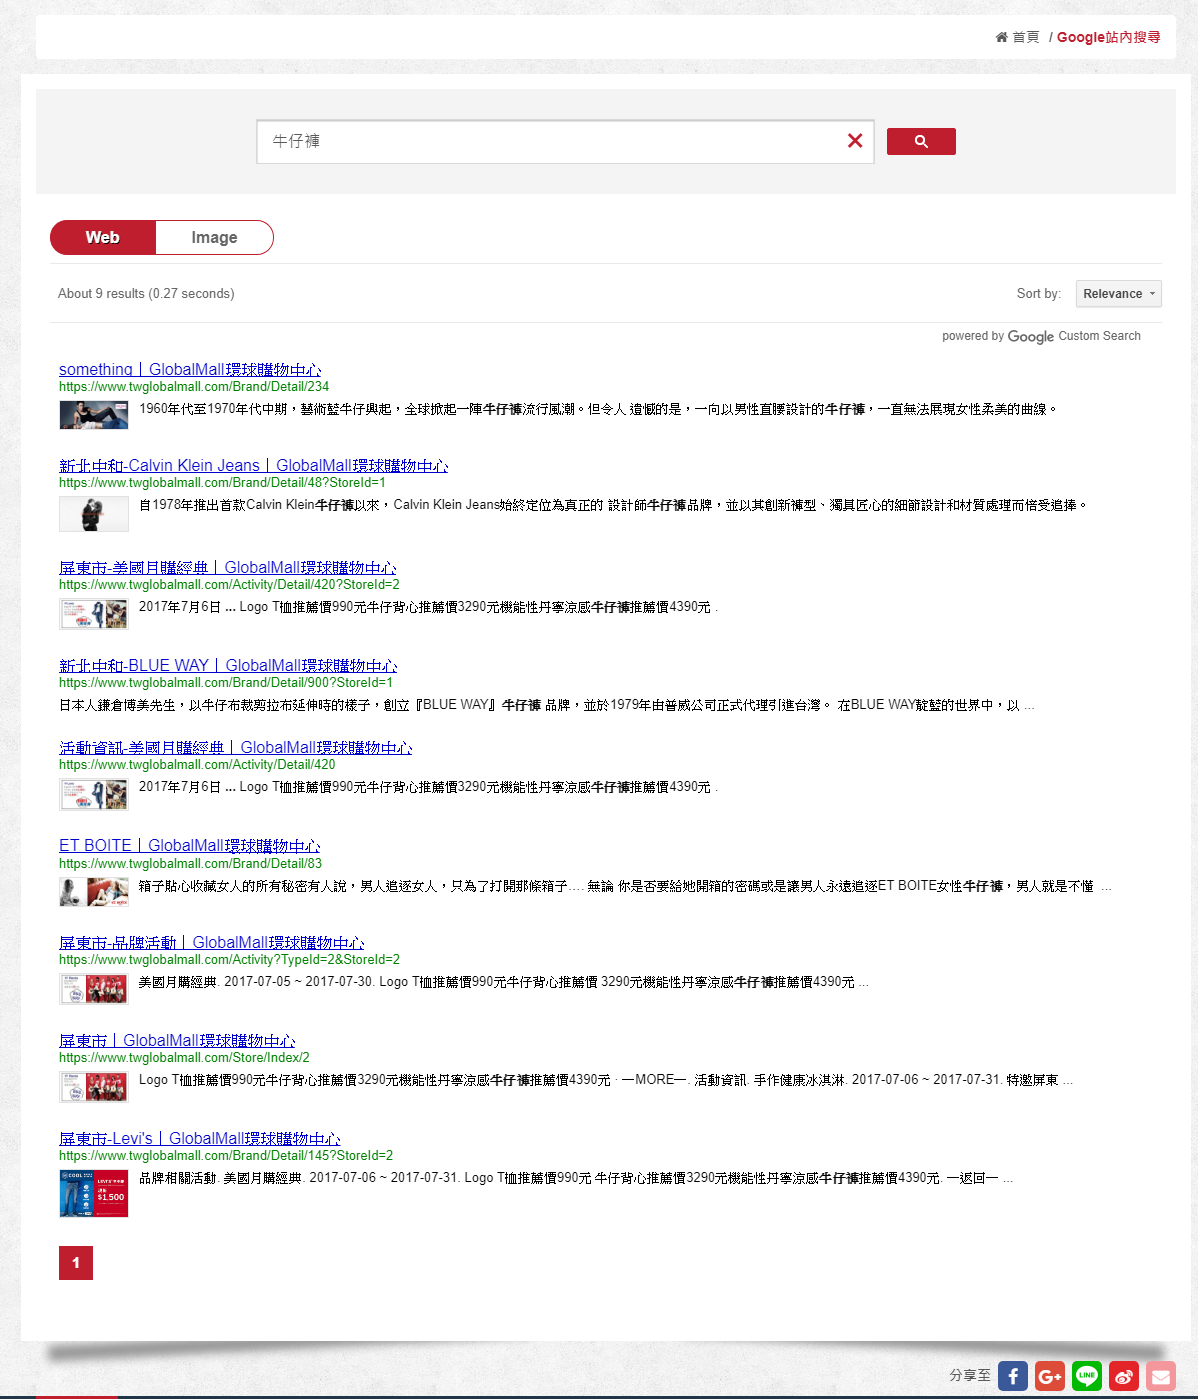 首頁 / Google站內搜尋
牛仔褲
Web Image
About 9 results (0.27 seconds) Sort by: Relevance
powered by Google Custom Search
something | GlobalMall環球購物中心
https://www.twglobalmall.com/Brand/Detail/234
1960年代至1970年代中期，藝術藍牛仔興起，全球掀起一陣牛仔褲流行風潮。但令人 遺憾的是，一向以男性直腰設計的牛仔褲，一直無法展現女性柔美的曲線。
新北中和-Calvin Klein Jeans | GlobalMall環球購物中心
https://www.twglobalmall.com/Brand/Detail/48?StoreId=1
自1978年推出首款Calvin Klein牛仔褲以來，Calvin Klein Jeans始終定位為真正的 設計師牛仔褲品牌，並以其創新褲型、獨具匠心的細節設計和材質處理而倍受追捧。
屏東市-美國月購經典 | GlobalMall環球購物中心
https://www.twglobalmall.com/Activity/Detail/420?StoreId=2
2017年7月6日 ... Logo T恤推薦價990元牛仔背心推薦價3290元機能性丹寧涼感牛仔褲推薦價4390元 .
新北中和-BLUE WAY | GlobalMall環球購物中心
https://www.twglobalmall.com/Brand/Detail/900?StoreId=1
日本人鎌倉博美先生，以牛仔布裁剪拉布延伸時的樣子，創立『BLUE WAY』牛仔褲 品牌，並於1979年由普威公司正式代理引進台灣。 在BLUE WAY靛藍的世界中，以 ...
活動資訊-美國月購經典 | GlobalMall環球購物中心
https://www.twglobalmall.com/Activity/Detail/420
2017年7月6日 ... Logo T恤推薦價990元牛仔背心推薦價3290元機能性丹寧涼感牛仔褲推薦價4390元 .
ET BOITE | GlobalMall環球購物中心
https://www.twglobalmall.com/Brand/Detail/83
箱子貼心收藏女人的所有秘密有人說，男人追逐女人，只為了打開那條箱子.... 無論 你是否要給她開箱的密碼或是讓男人永遠追逐ET BOITE女性牛仔褲，男人就是不懂 ...
屏東市-品牌活動 | GlobalMall環球購物中心
https://www.twglobalmall.com/Activity?TypeId=2&StoreId=2
美國月購經典. 2017-07-05 ~ 2017-07-30. Logo T恤推薦價990元牛仔背心推薦價 3290元機能性丹寧涼感牛仔褲推薦價4390元 ...
屏東市 | GlobalMall環球購物中心
https://www.twglobalmall.com/Store/Index/2
Logo T恤推薦價990元牛仔背心推薦價3290元機能性丹寧涼感牛仔褲推薦價4390元 · —MORE—. 活動資訊. 手作健康冰淇淋. 2017-07-06 ~ 2017-07-31. 特邀屏東 ...
屏東市-Levi's | GlobalMall環球購物中心
https://www.twglobalmall.com/Brand/Detail/145?StoreId=2
COOL
$1,500
品牌相關活動. 美國月購經典. 2017-07-06 ~ 2017-07-31. Logo T恤推薦價990元 牛仔背心推薦價3290元機能性丹寧涼感牛仔褲推薦價4390元. —返回— ...
1
分享至